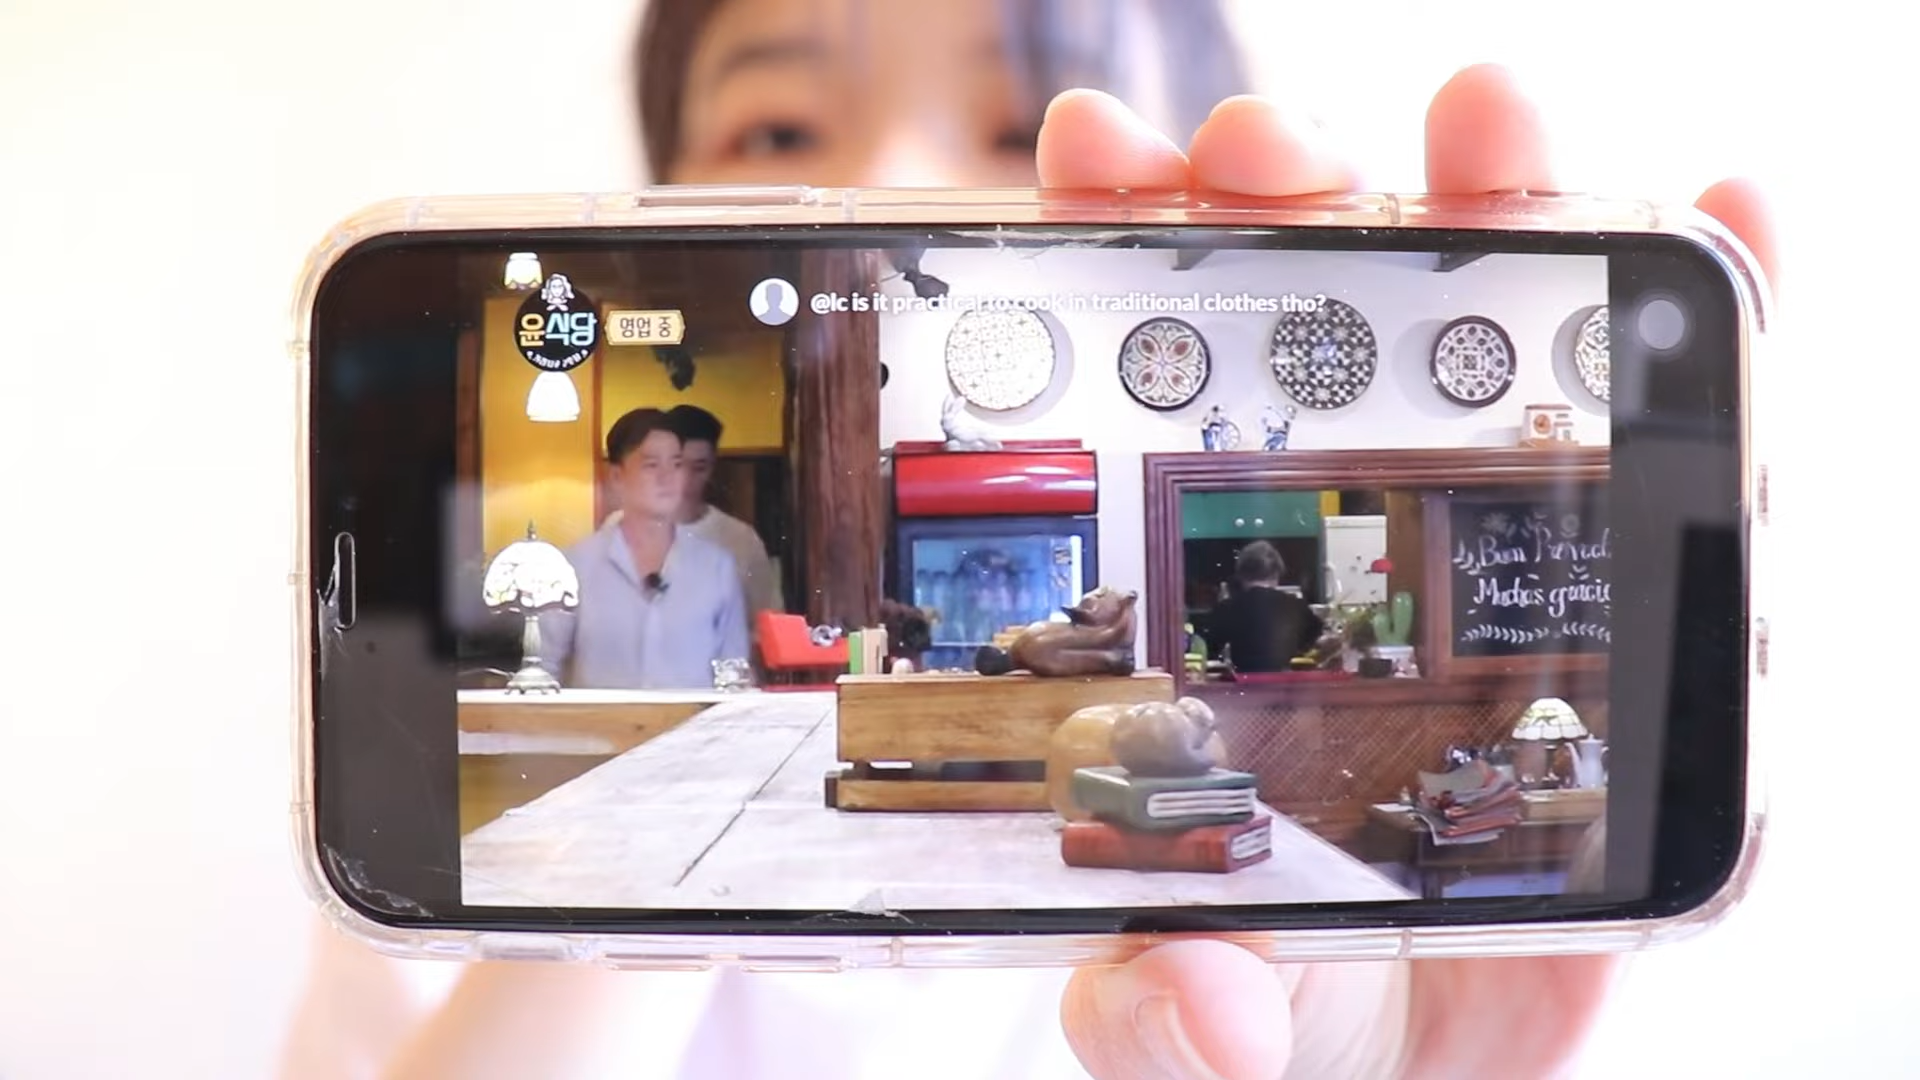 윤식당
영업 중
@lc is it practical to cook in traditional clothes tho?
Buen
Muchas gracias